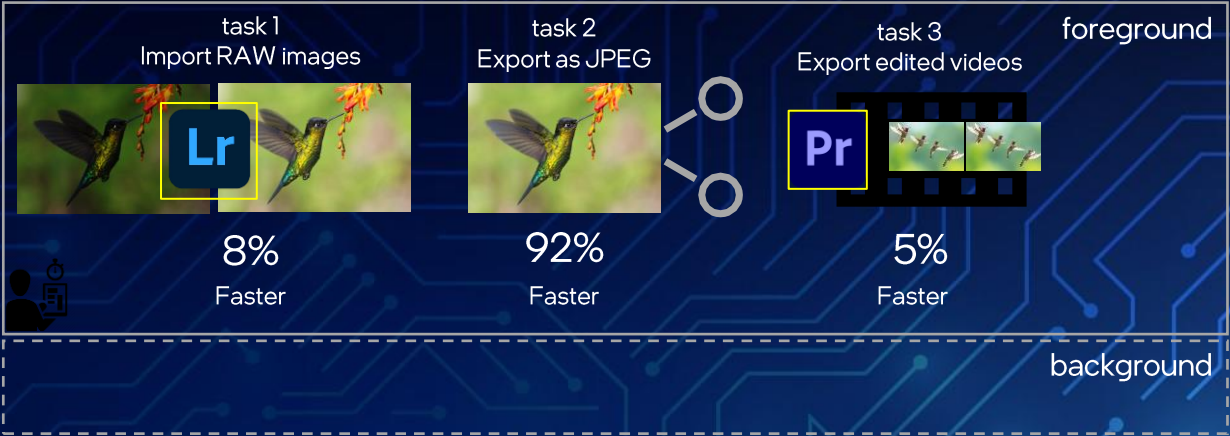 foreground
task 1
Import RAW images
Lr
8%
Faster
task 2
Export as JPEG
92%
Faster
task 3
Export edited videos
Pr
5%
Faster
background